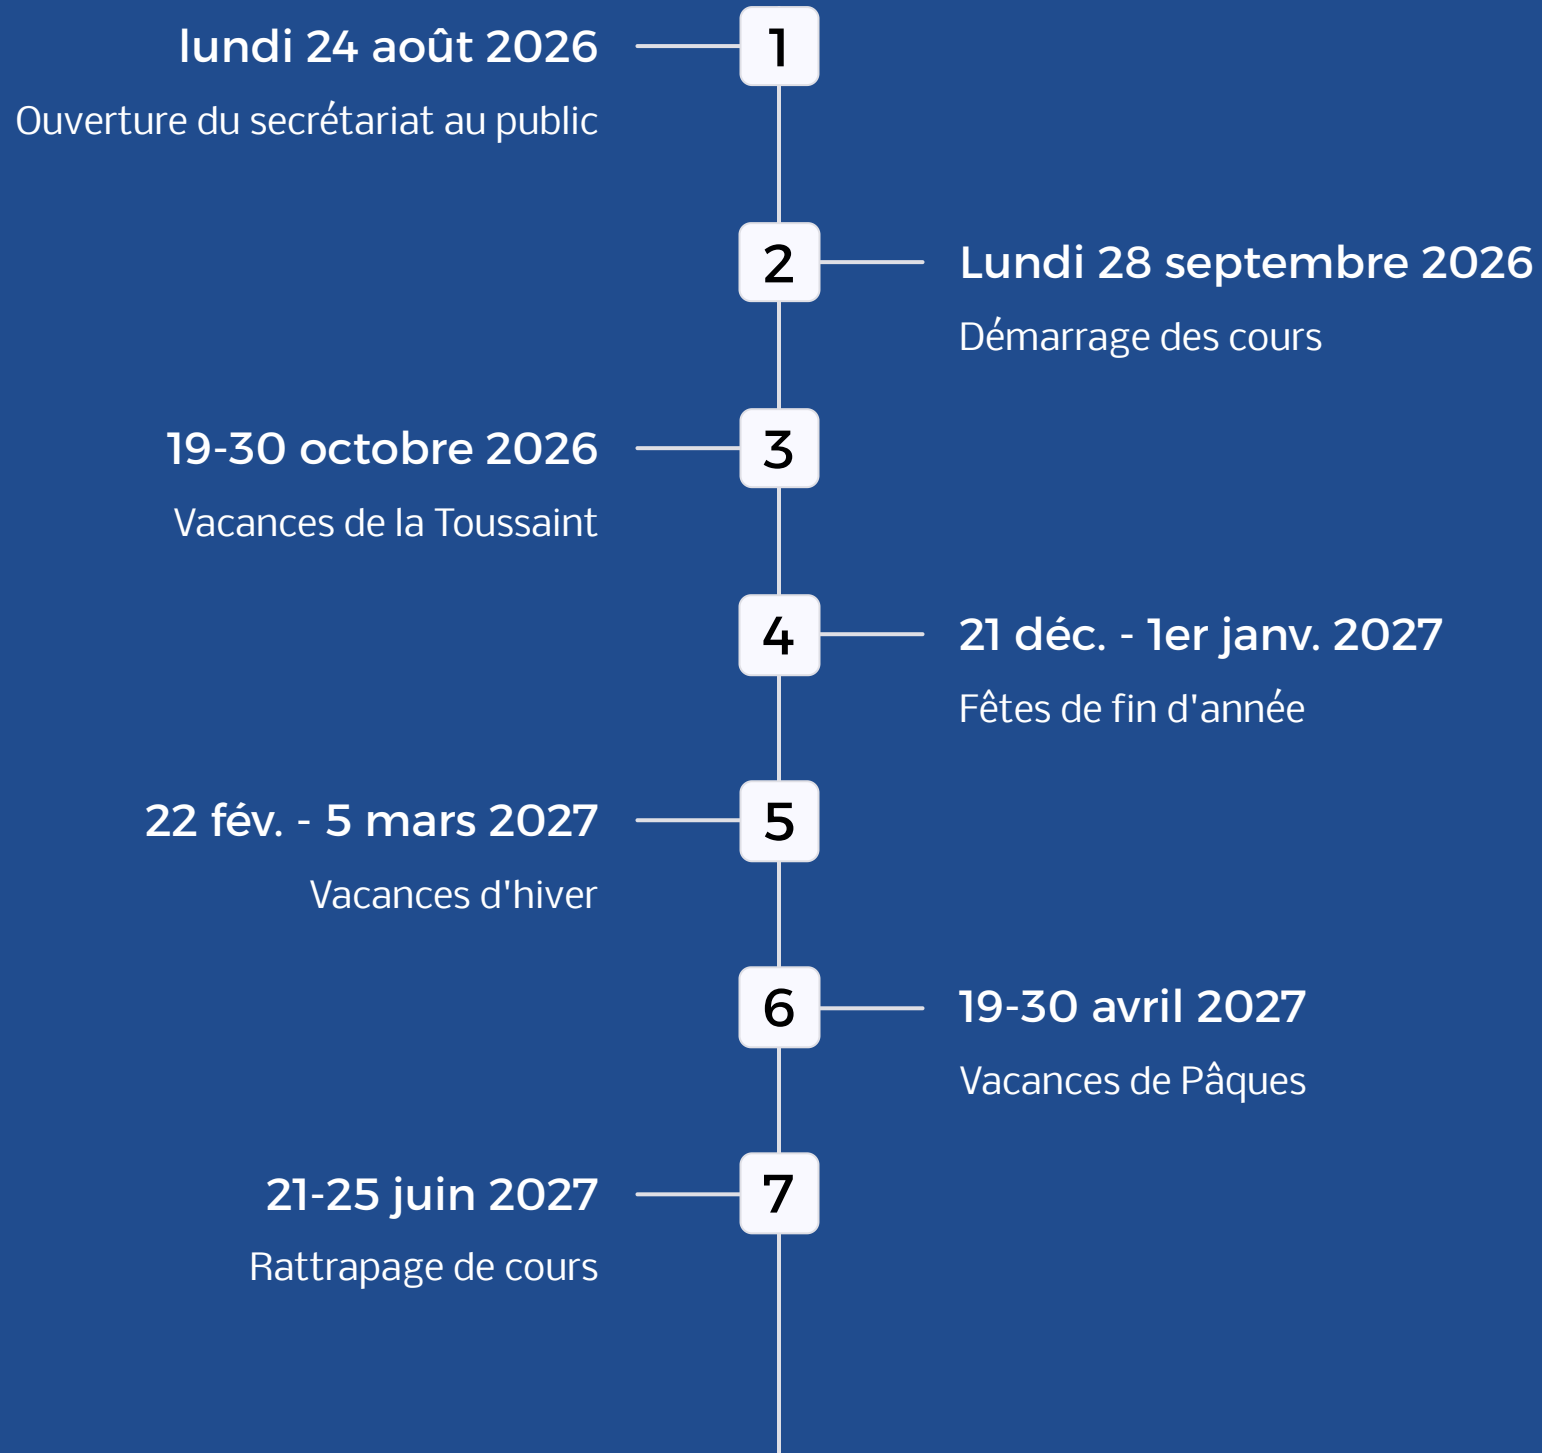 lundi 24 août 2026
1
Ouverture du secrétariat au public
2
Lundi 28 septembre 2026
Démarrage des cours
19-30 octobre 2026
3
Vacances de la Toussaint
4
21 déc. - 1er janv. 2027
Fêtes de fin d'année
22 fév. - 5 mars 2027
5
Vacances d'hiver
6
19-30 avril 2027
Vacances de Pâques
21-25 juin 2027
7
Rattrapage de cours